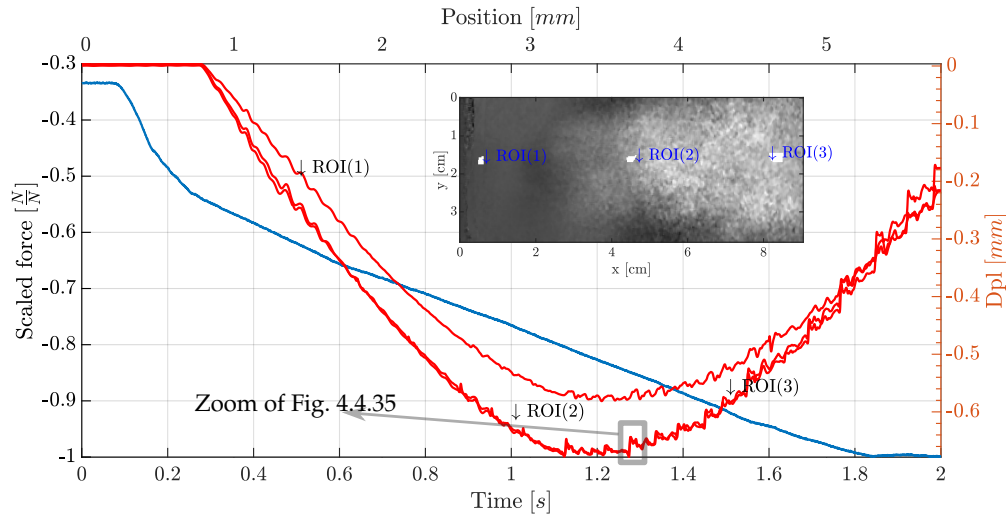 Position [mm]
0 1 2 3 4 5
-0.3 0
-0.4 -0.1
-0.5 -0.2
-0.6 -0.3
-0.7 -0.4
-0.8 -0.5
-0.9 -0.6
-1
Scaled force [N/N]
Dpl [mm]
↓ ROI(1)
↓ ROI(2)
↓ ROI(3)
Zoom of Fig. 4.4.35
0
1
2
3
y [cm]
↓ ROI(1) ↓ ROI(2) ↓ ROI(3)
0 2 4 6 8
x [cm]
0 0.2 0.4 0.6 0.8 1 1.2 1.4 1.6 1.8 2
Time [s]